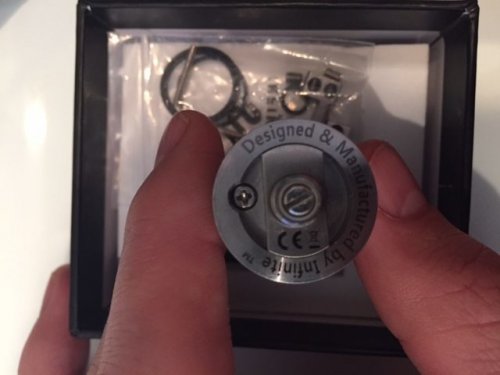 Designed & Manufactured by Infinite ™
CE